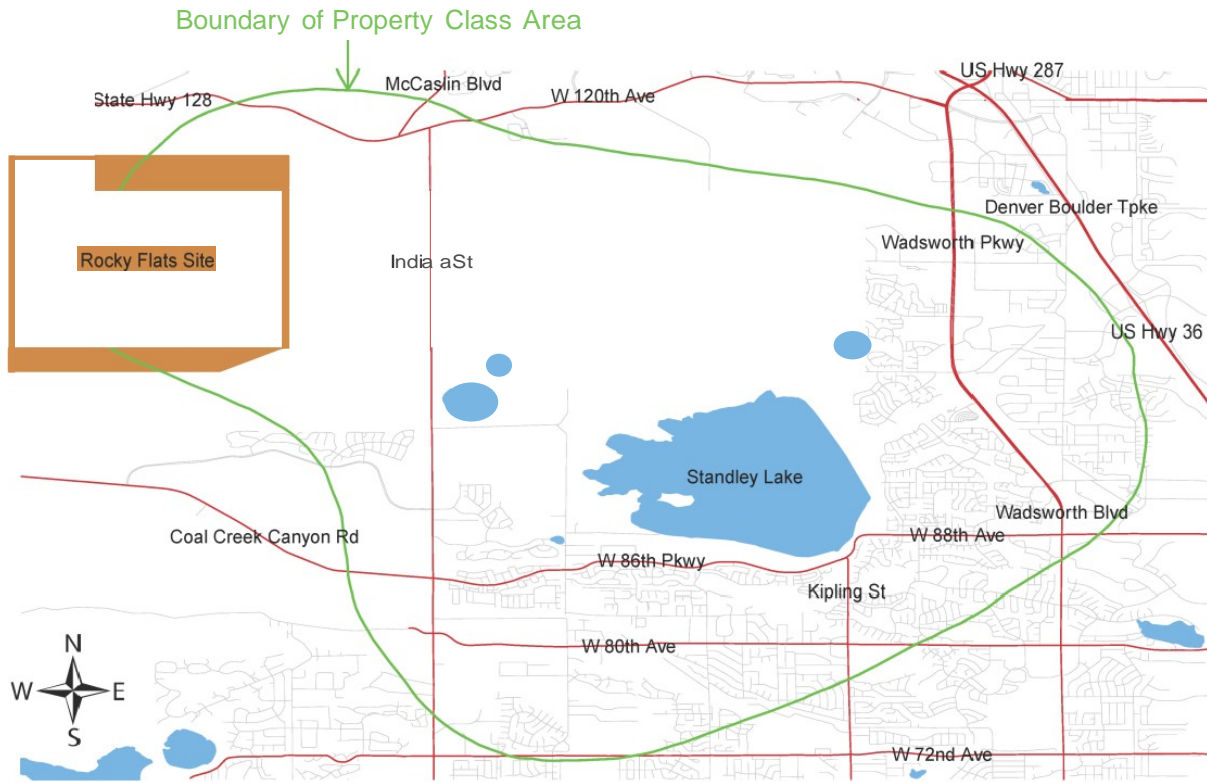 Boundary of Property Class Area
US Hwy 287
McCaslin Blvd
State Hwy 128
W 120th Ave
Denver Boulder Tpke
Wadsworth Pkwy
Rocky Flats Site
India aSt
US Hwy 36
Standley Lake
Wadsworth Blvd
Coal Creek Canyon Rd
W 88th Ave
W 86th Pkwy
Kipling St
W 80th Ave
N
W E
S
W 72nd Ave